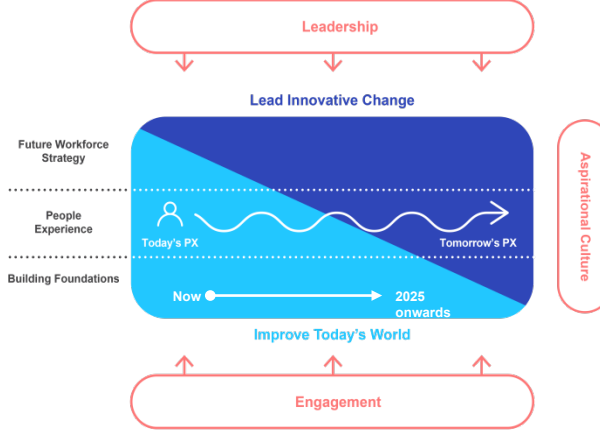 Leadership
Lead Innovative Change
Future Workforce
Strategy
People
Experience
Today's PX
Tomorrow's PX
Aspirational Culture
Building Foundations
Now
2025
onwards
Improve Today's World
Engagement